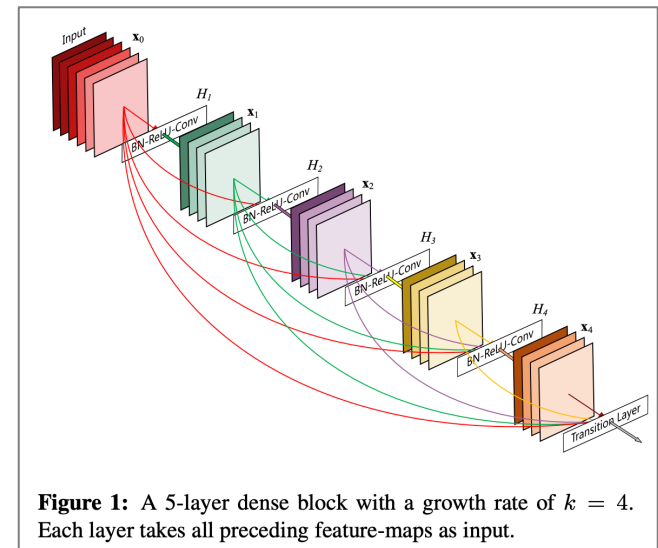 Input
x0
H1
BN-ReLU-Conv
x1
H2
BN-ReLU-Conv
x2
H3
BN-ReLU-Conv
x3
H4
BN-ReLU-Conv
x4
Transition Layer
Figure 1: A 5-layer dense block with a growth rate of k = 4.
Each layer takes all preceding feature-maps as input.